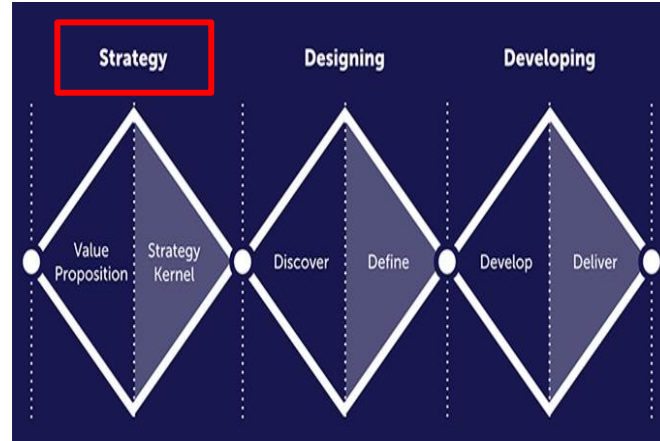 Strategy
Designing
Developing
Value
Proposition
Strategy
Kernel
Discover
Define
Develop
Deliver